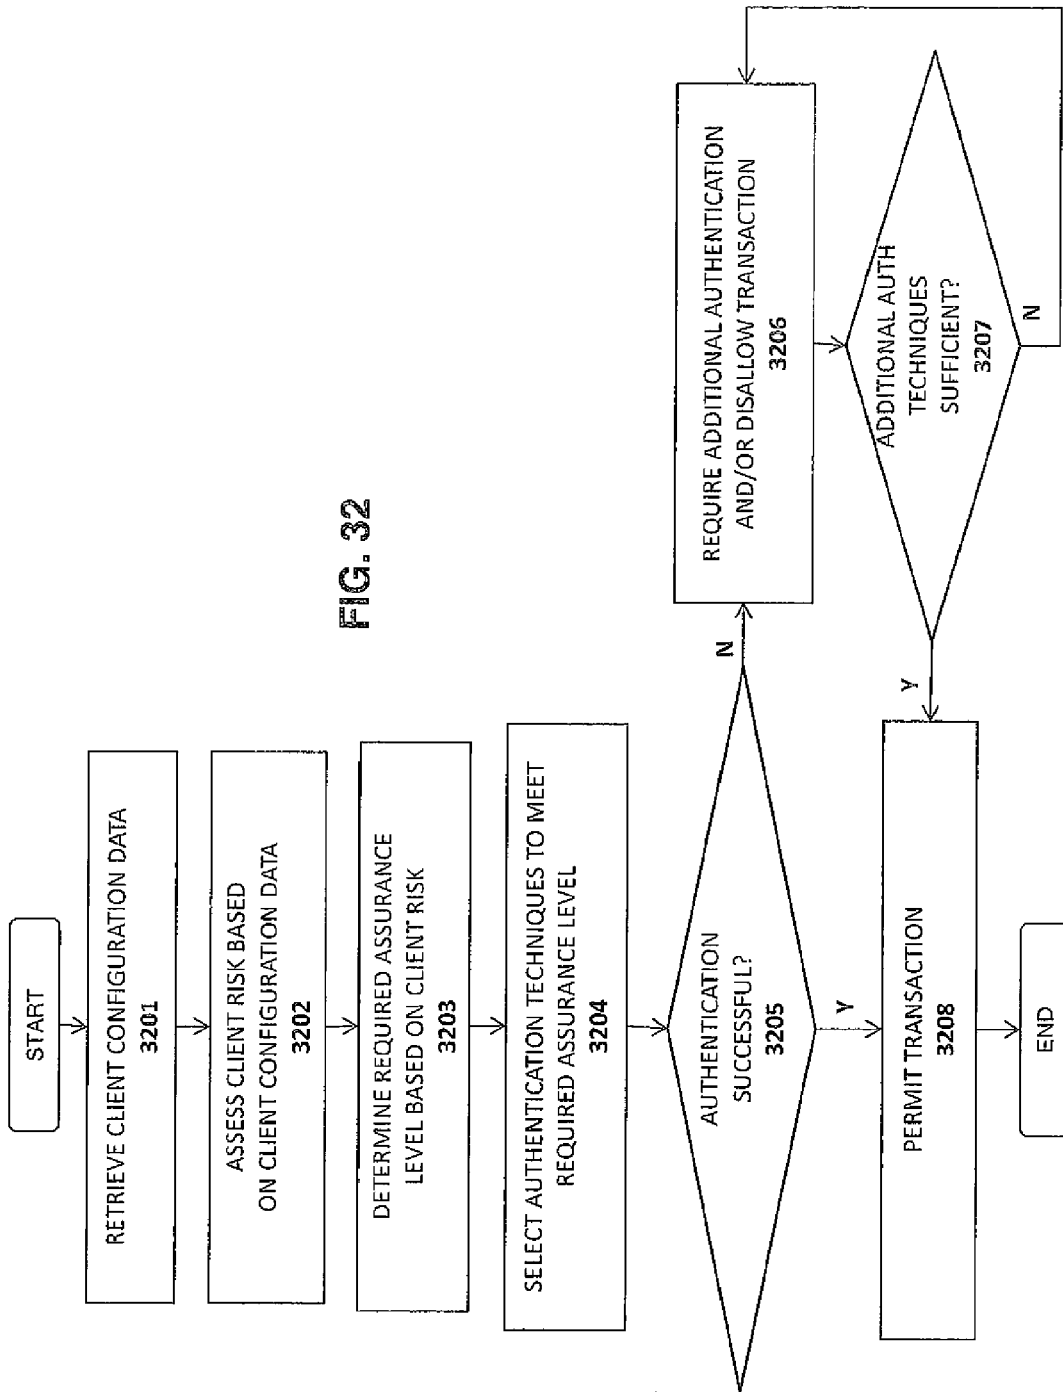 START
RETRIEVE CLIENT CONFIGURATION DATA
3201
ASSESS CLIENT RISK BASED
ON CLIENT CONFIGURATION DATA
3202
DETERMINE REQUIRED ASSURANCE
LEVEL BASED ON CLIENT RISK
3203
SELECT AUTHENTICATION TECHNIQUES TO MEET
REQUIRED ASSURANCE LEVEL
3204
AUTHENTICATION
SUCCESSFUL?
3205
N
Y
REQUIRE ADDITIONAL AUTHENTICATION
AND/OR DISALLOW TRANSACTION
3206
ADDITIONAL AUTH
TECHNIQUES
SUFFICIENT?
3207
N
Y
PERMIT TRANSACTION
3208
END
FIG. 32